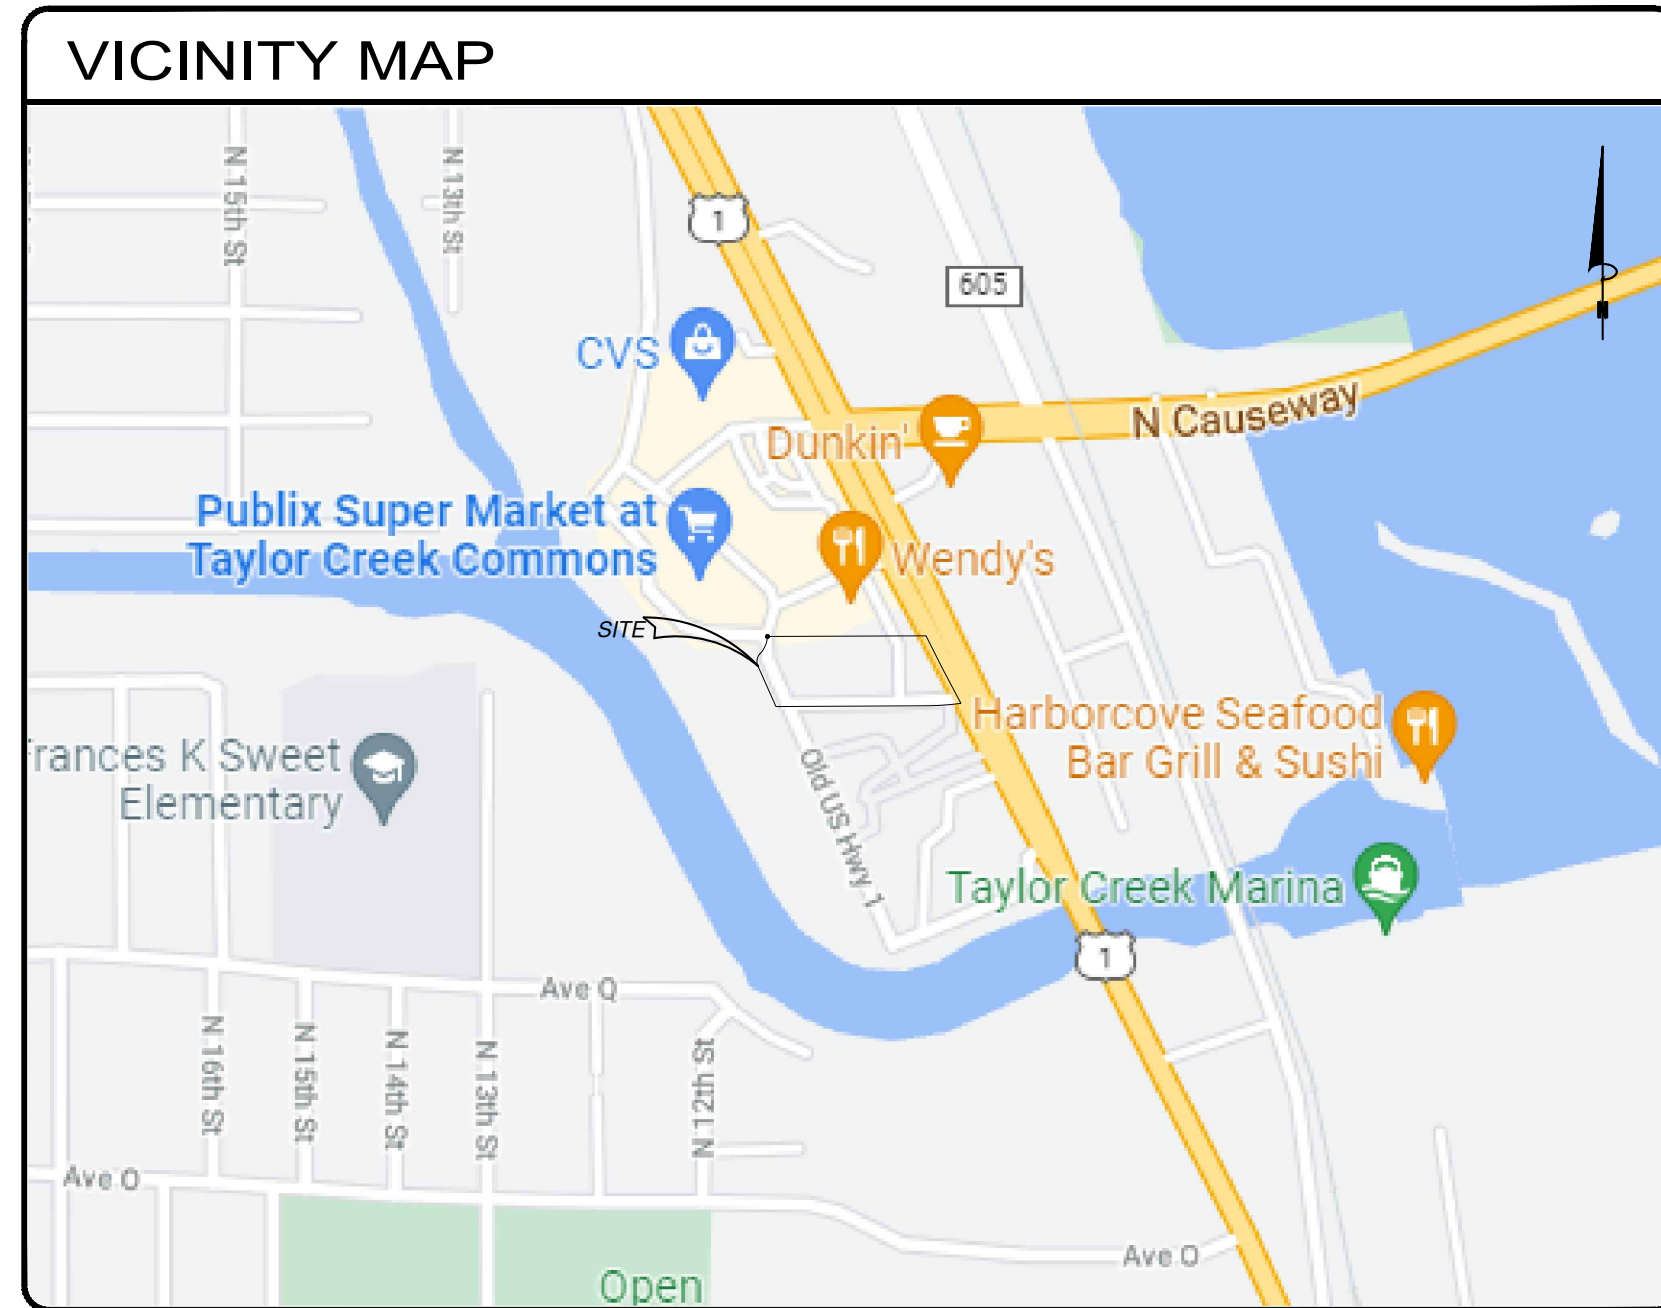 VICINITY MAP
N 15th St
N 13th St
1
605
CVS
N Causeway
Dunkin'
Publix Super Market at
Taylor Creek Commons
Wendy's
SITE
Harborcove Seafood
Bar Grill & Sushi
Frances K Sweet
Elementary
Old US Hwy 1
Taylor Creek Marina
1
Ave Q
N 16th St
N 15th St
N 14th St
N 13th St
N 12th St
Ave O
Ave O
Open
N